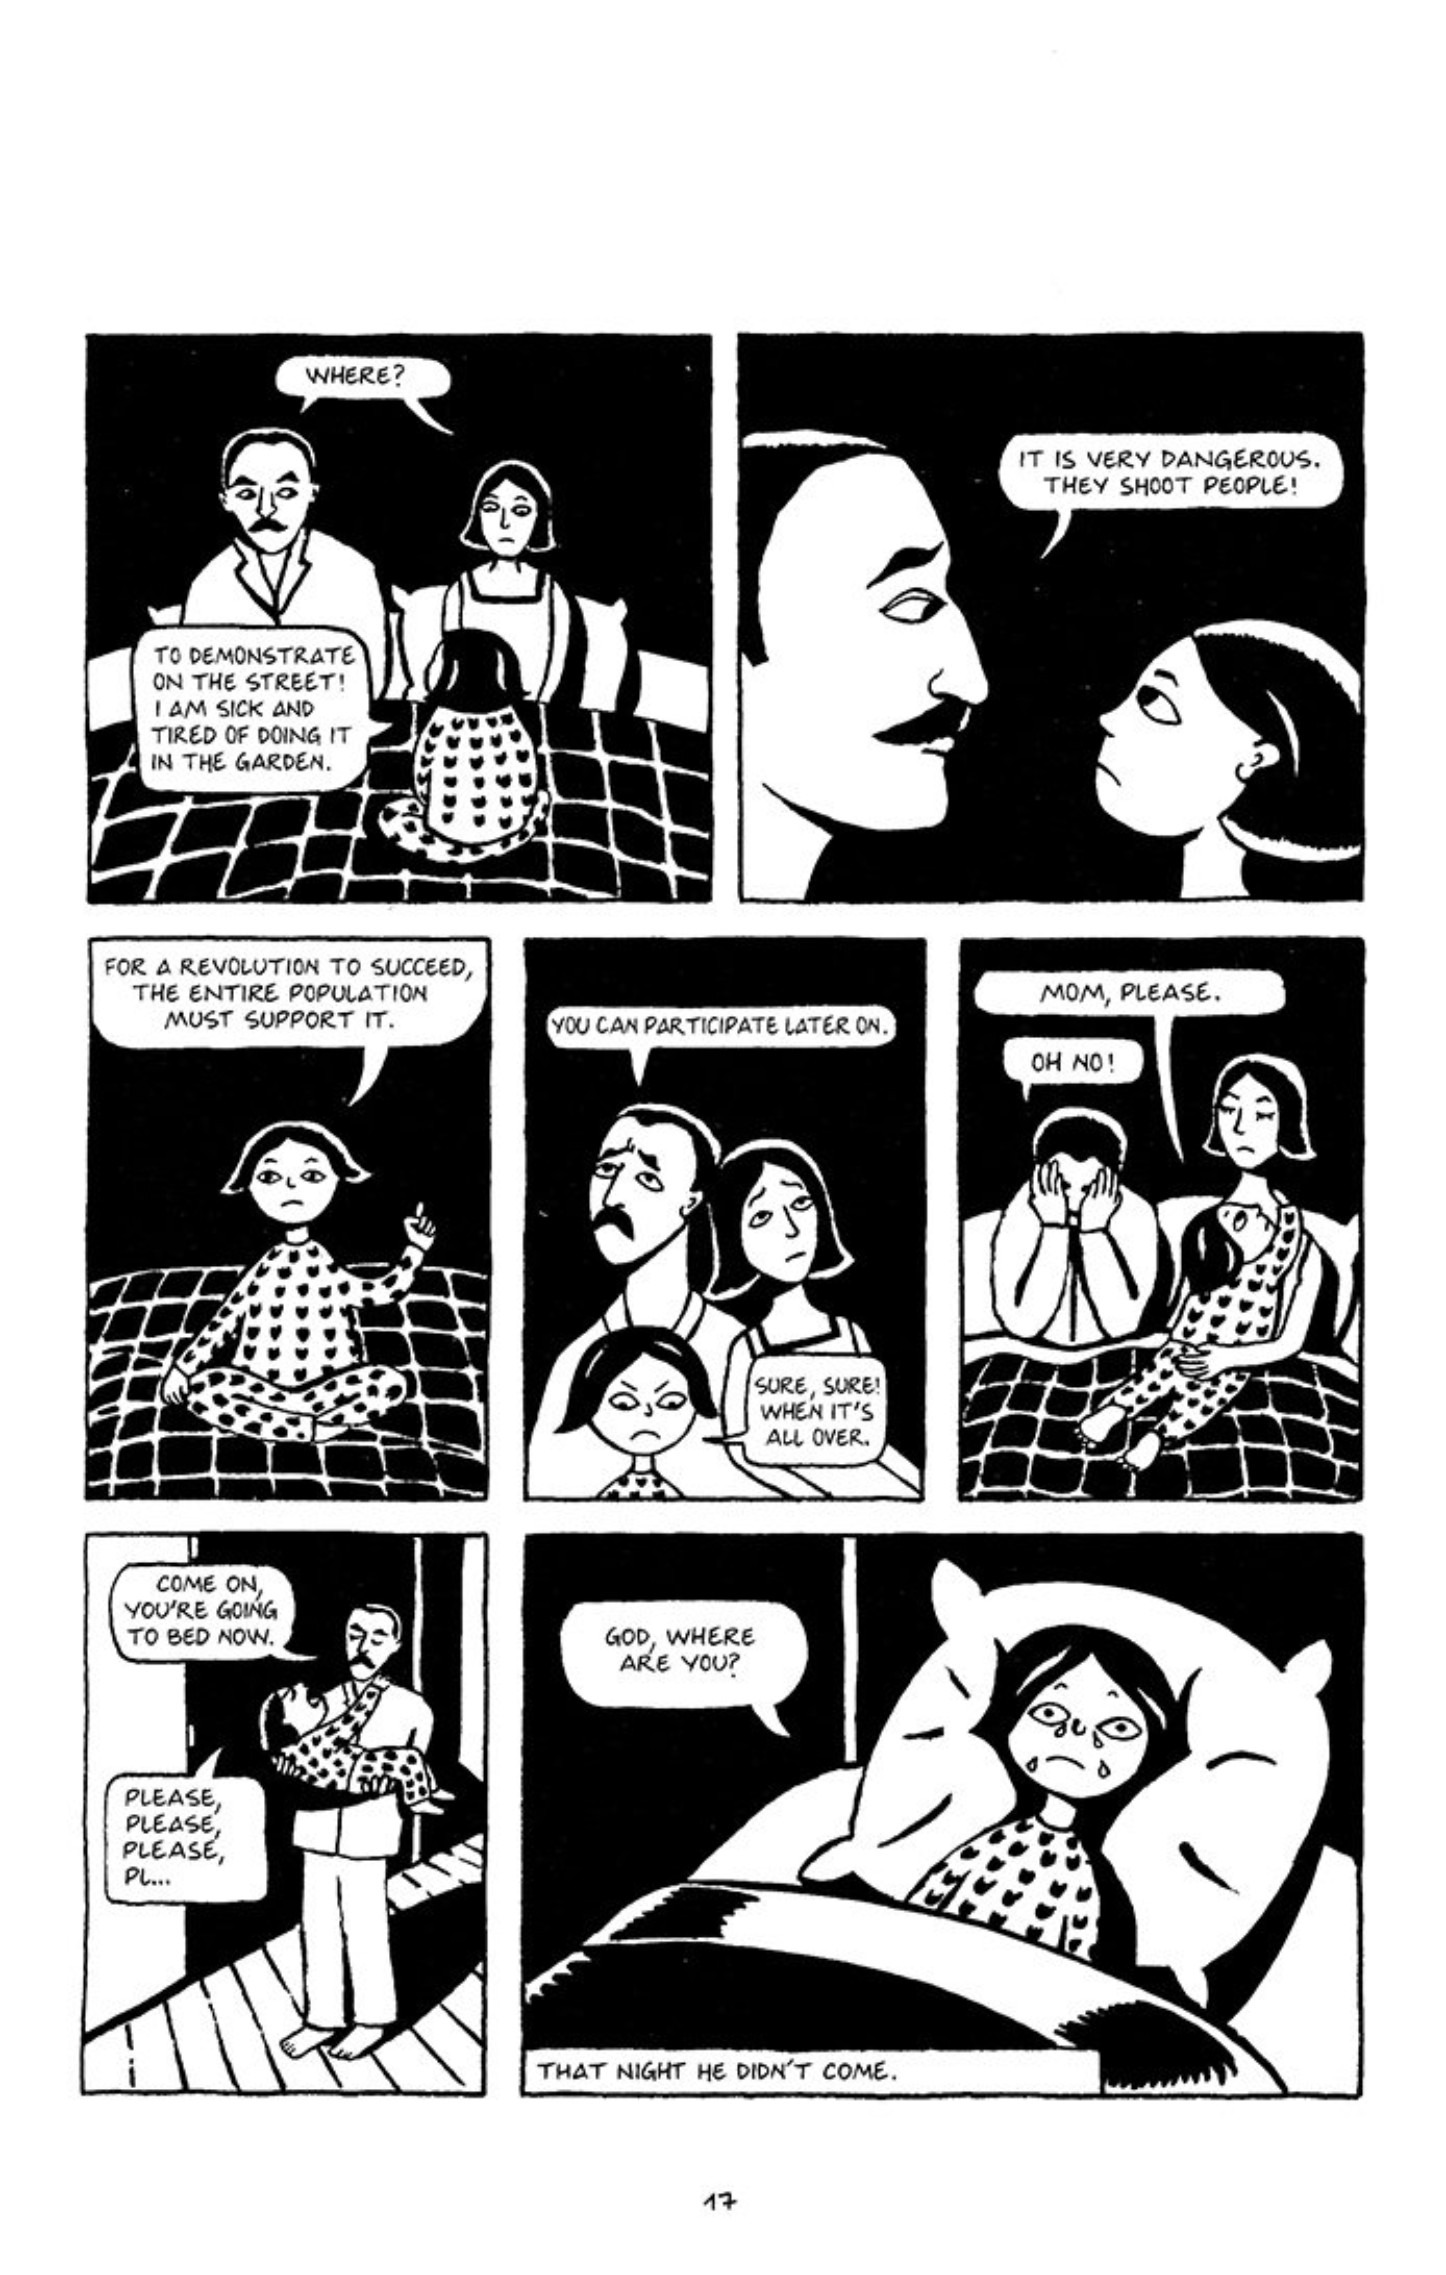 WHERE?
TO DEMONSTRATE
ON THE STREET!
I AM SICK AND
TIRED OF DOING IT
IN THE GARDEN.
IT IS VERY DANGEROUS.
THEY SHOOT PEOPLE!
FOR A REVOLUTION TO SUCCEED,
THE ENTIRE POPULATION
MUST SUPPORT IT.
YOU CAN PARTICIPATE LATER ON.
SURE, SURE!
WHEN IT'S
ALL OVER.
MOM, PLEASE.
OH NO!
COME ON,
YOU'RE GOING
TO BED NOW.
PLEASE,
PLEASE,
PLEASE,
PL...
GOD, WHERE
ARE YOU?
THAT NIGHT HE DIDN'T COME.
17